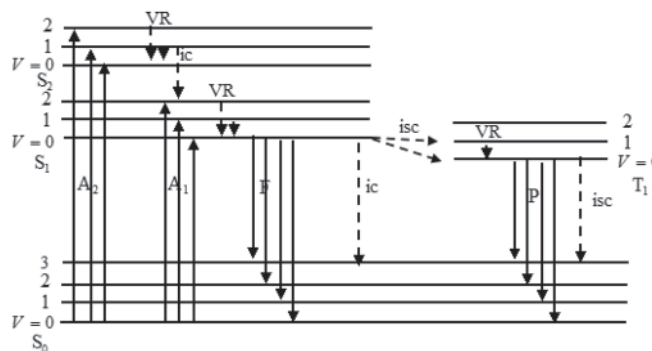 2 VR
1 ic
V = 0
S2
2 VR
1
V = 0
S1
isc
2
VR 1
V = 0
T1
A2 A1 F ic P isc
3
2
1
V = 0
S0